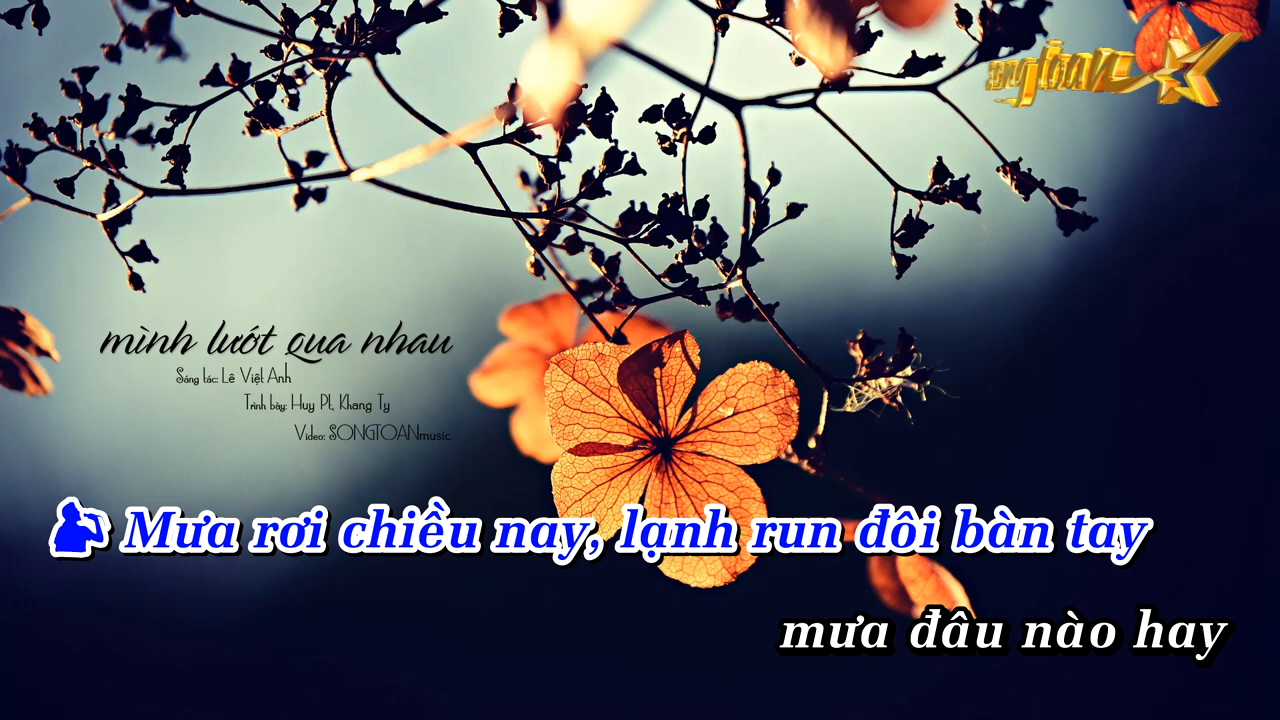 songtoan
mình lướt qua nhau
Sáng tác: Lê Việt Anh
Trình bày: Huy Pt, Khang Ty
Video: SONGTOANmusic
Mưa rơi chiều nay, lạnh run đôi bàn tay
mưa đâu nào hay